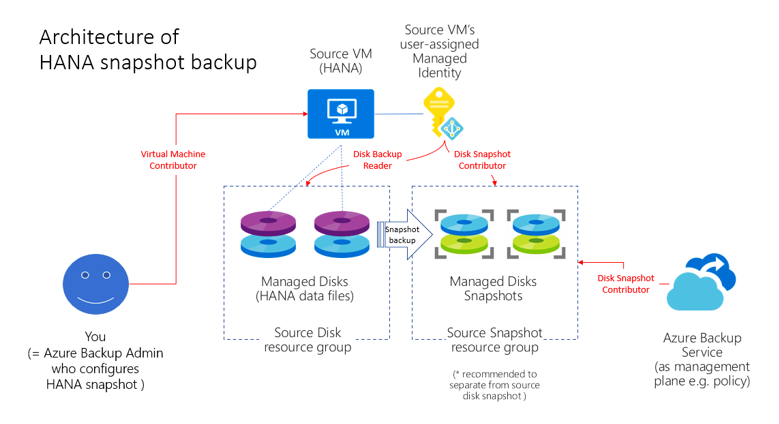 Architecture of
HANA snapshot backup
Source VM
(HANA)
Source VM's
user-assigned
Managed
Identity
VM
Virtual Machine
Contributor
Disk Backup
Reader
Disk Snapshot
Contributor
Snapshot
backup
Managed Disks
(HANA data files)
Managed Disks
Snapshots
Disk Snapshot
Contributor
Source Disk
resource group
Source Snapshot
resource group
(* recommended to
separate from source
disk snapshot )
You
(= Azure Backup Admin
who configures
HANA snapshot )
Azure Backup
Service
(as management
plane e.g. policy)